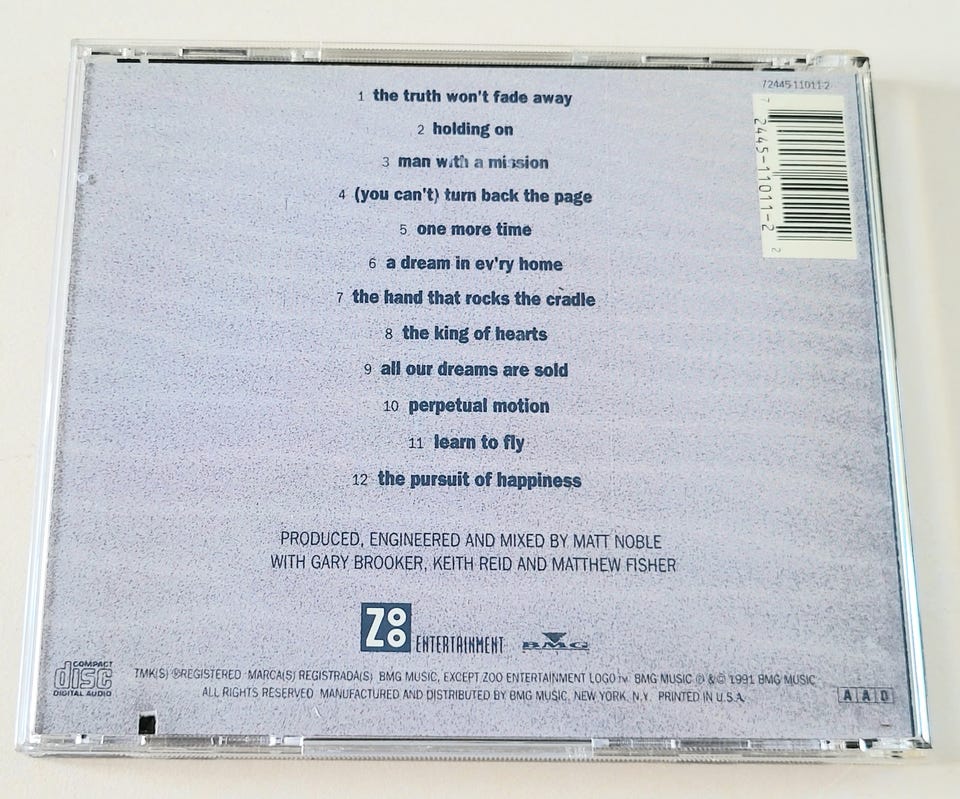 72445 11011-2
7 2445-11011-2 2
1 the truth won't fade away
2 holding on
3 man with a mission
4 (you can't) turn back the page
5 one more time
6 a dream in ev'ry home
7 the hand that rocks the cradle
8 the king of hearts
9 all our dreams are sold
10 perpetual motion
11 learn to fly
12 the pursuit of happiness
PRODUCED, ENGINEERED AND MIXED BY MATT NOBLE
WITH GARY BROOKER, KEITH REID AND MATTHEW FISHER
ZOO ENTERTAINMENT BMG
COMPACT
disc
DIGITAL AUDIO
TMK(S) ®REGISTERED MARCA(S) REGISTRADA(S) BMG MUSIC, EXCEPT ZOO ENTERTAINMENT LOGO ™ BMG MUSIC ℗ & © 1991 BMG MUSIC
ALL RIGHTS RESERVED MANUFACTURED AND DISTRIBUTED BY BMG MUSIC, NEW YORK, N.Y. PRINTED IN U.S.A.
AAD